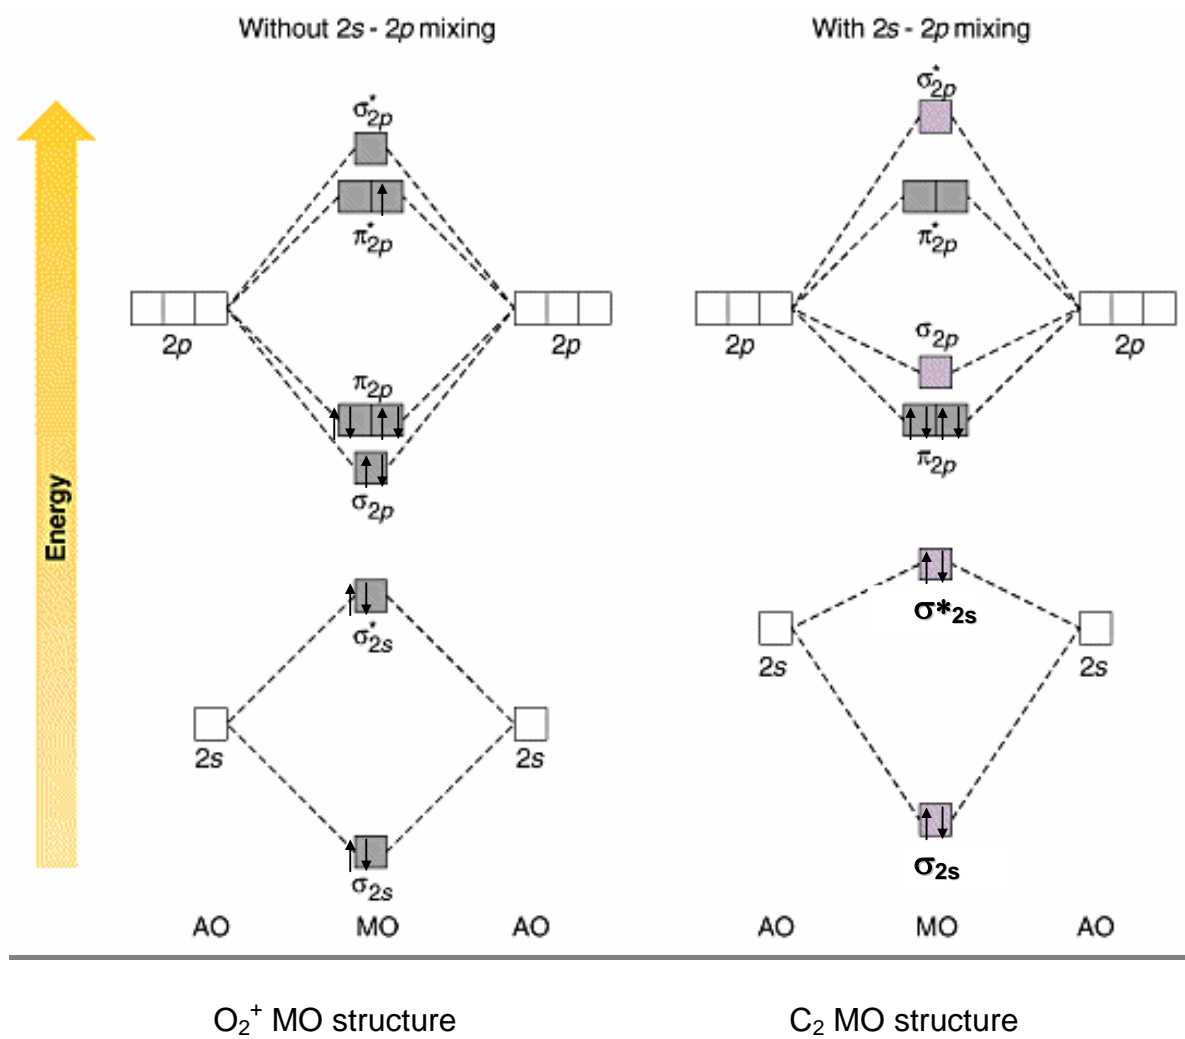 Without 2s - 2p mixing
σ*2p
π*2p
2p
2p
π2p
σ2p
σ*2s
2s
2s
σ2s
AO
MO
AO
Energy
With 2s - 2p mixing
σ*2p
π*2p
2p
2p
σ2p
π2p
σ*2s
2s
2s
σ2s
AO
MO
AO
O2+ MO structure
C2 MO structure